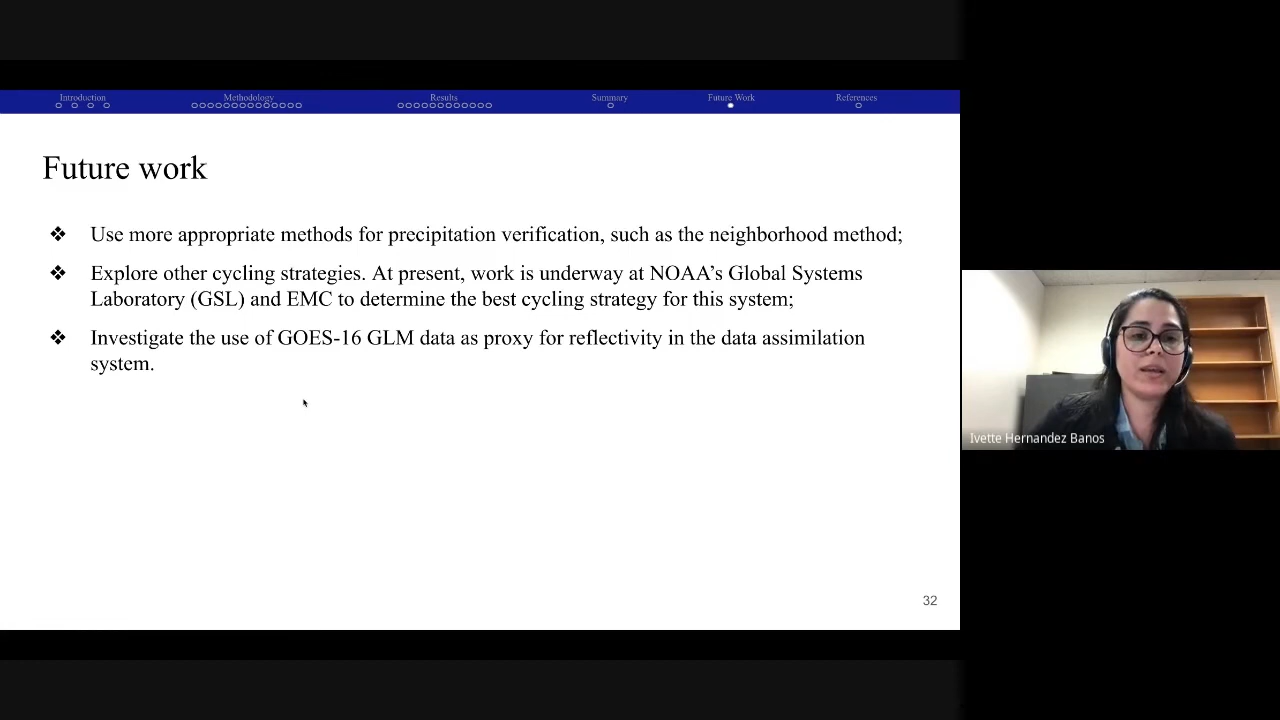 Introduction
Methodology
Results
Summary
Future Work
References
Future work
❖ Use more appropriate methods for precipitation verification, such as the neighborhood method;
❖ Explore other cycling strategies. At present, work is underway at NOAA’s Global Systems
Laboratory (GSL) and EMC to determine the best cycling strategy for this system;
❖ Investigate the use of GOES-16 GLM data as proxy for reflectivity in the data assimilation
system.
Ivette Hernandez Banos
32